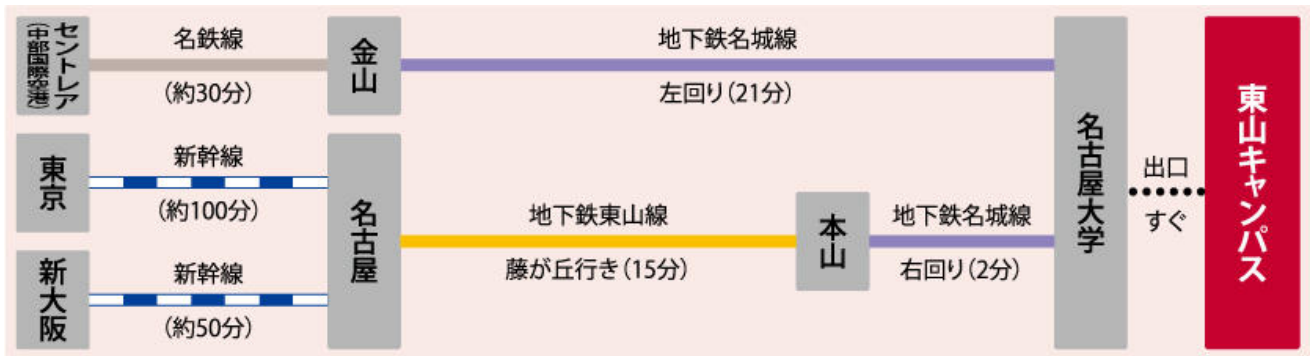 セントレア
(中部国際空港)
名鉄線
(約30分)
金山
地下鉄名城線
左回り(21分)
東京
新幹線
(約100分)
新大阪
新幹線
(約50分)
名古屋
地下鉄東山線
藤が丘行き(15分)
本山
地下鉄名城線
右回り(2分)
名古屋大学
出口
すぐ
東山キャンパス